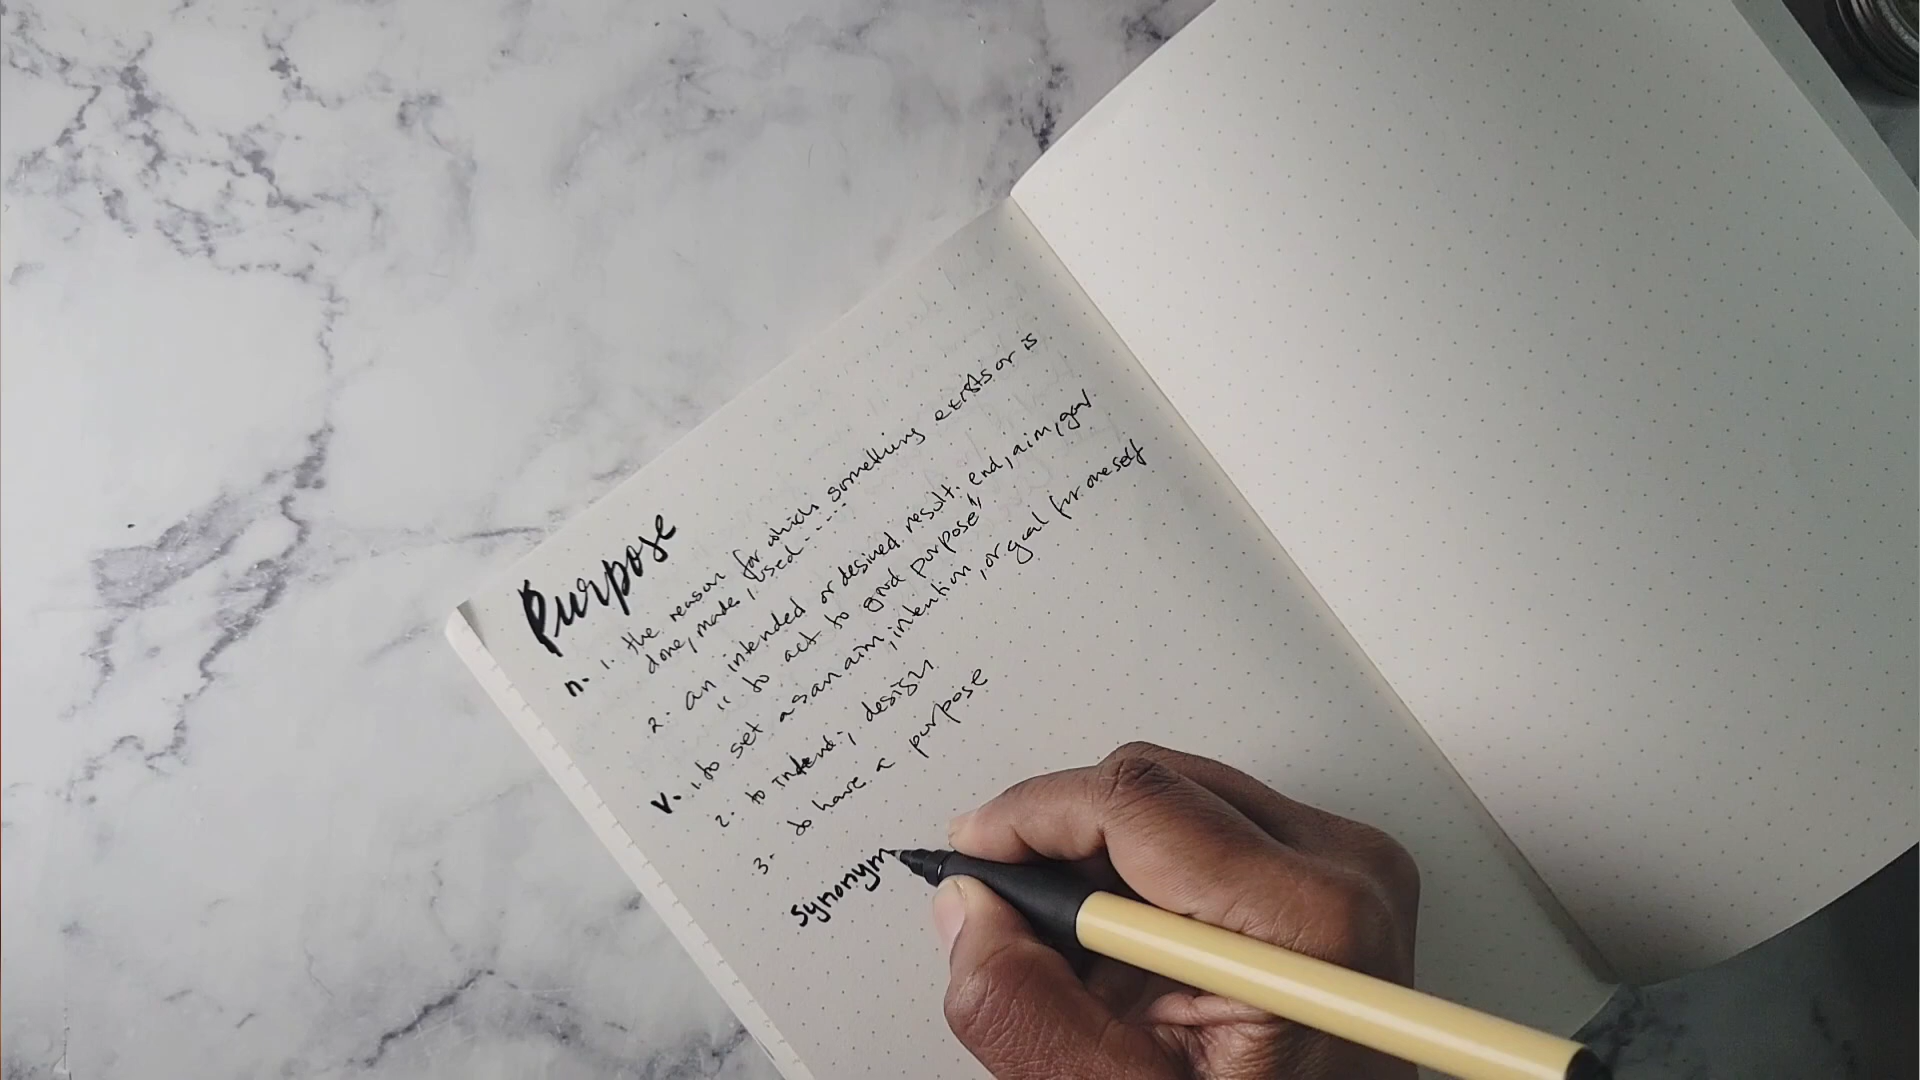 Purpose
n. 1. the reason for which something exists or is
done, made, used.....
2. an intended or desired result. end, aim, goal
" to act to good purpose"
v. 1. to set as an aim, intention, or goal for oneself
2. to intend; design
3. to have a purpose
synonym